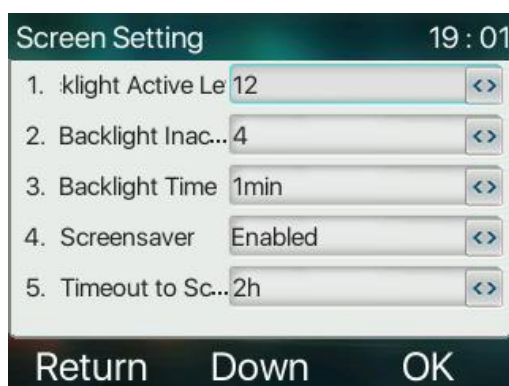 Screen Setting 19 : 01
1. klight Active Le 12 <>
2. Backlight Inac... 4 <>
3. Backlight Time 1min <>
4. Screensaver Enabled <>
5. Timeout to Sc... 2h <>
Return Down OK